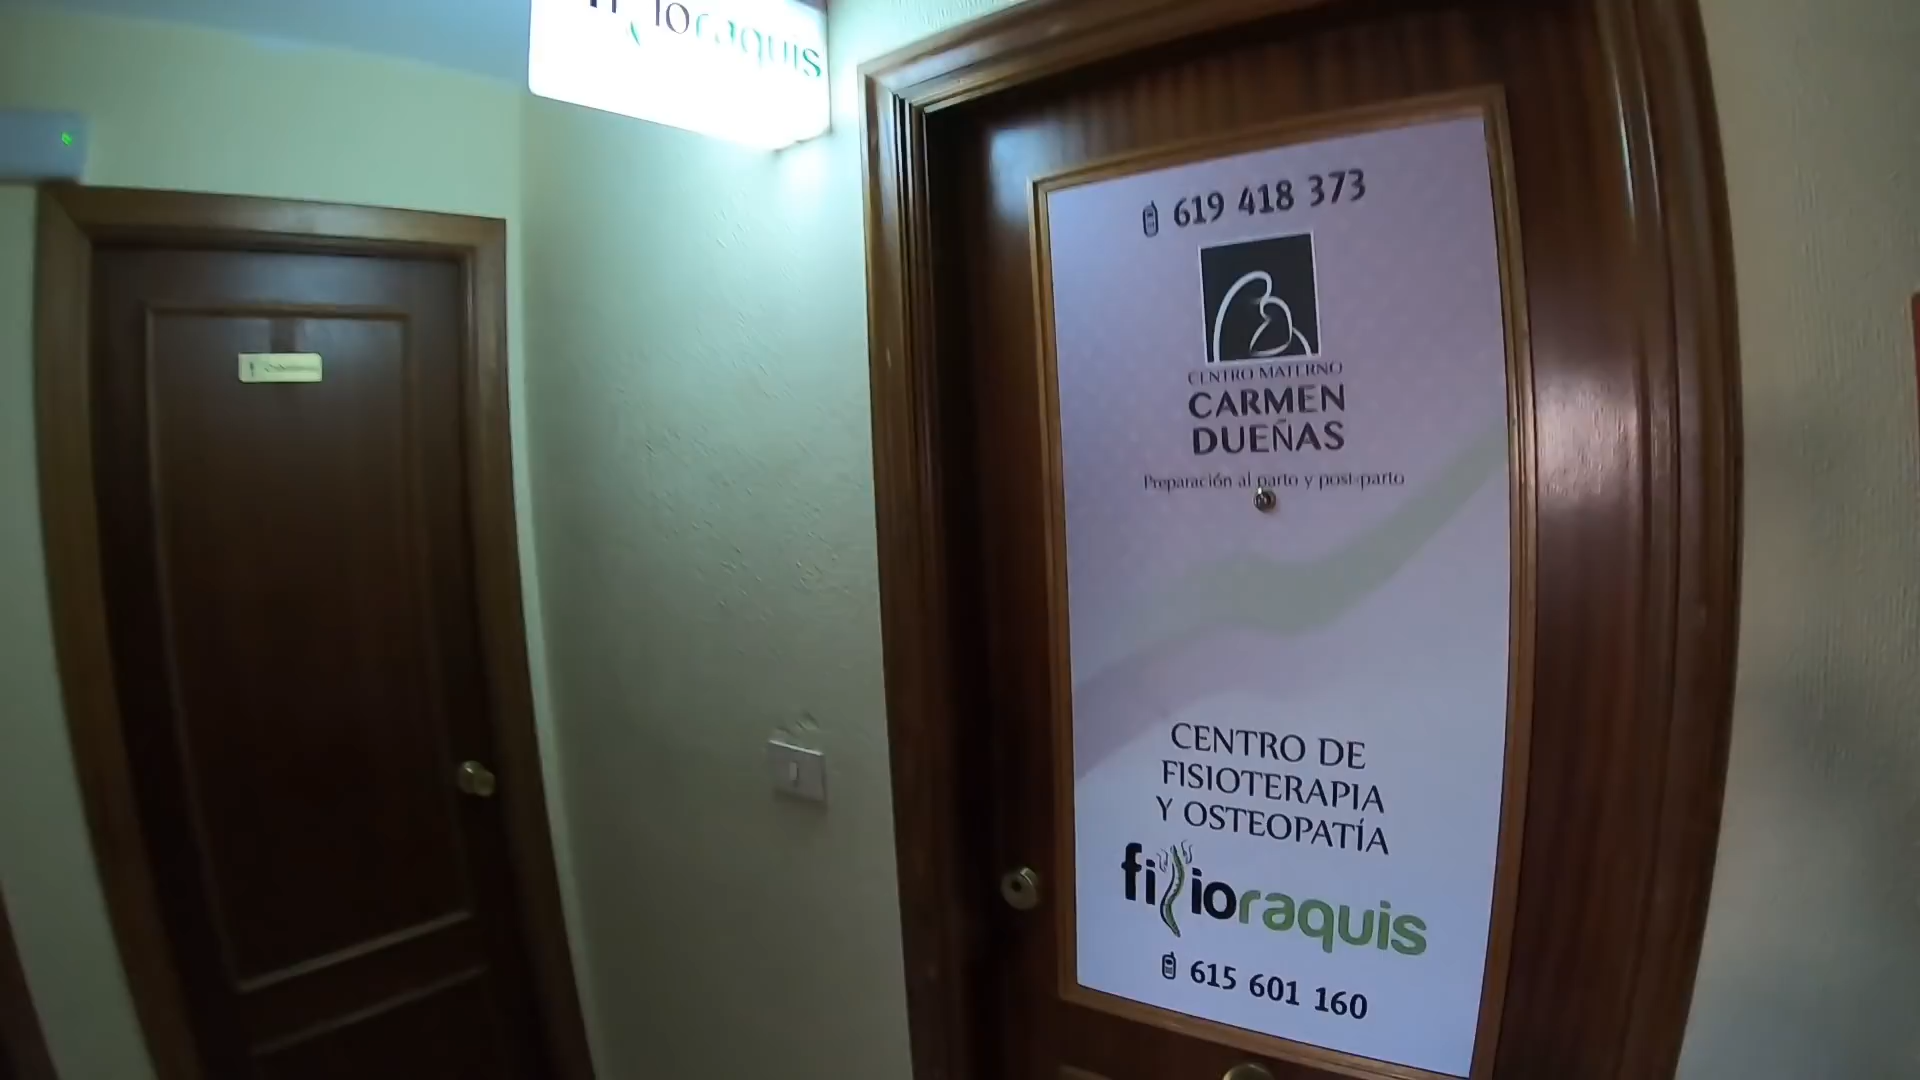 fisioraquis
619 418 373
CENTRO MATERNO
CARMEN
DUEÑAS
Preparación al parto y post-parto
CENTRO DE
FISIOTERAPIA
Y OSTEOPATÍA
fisioraquis
615 601 160